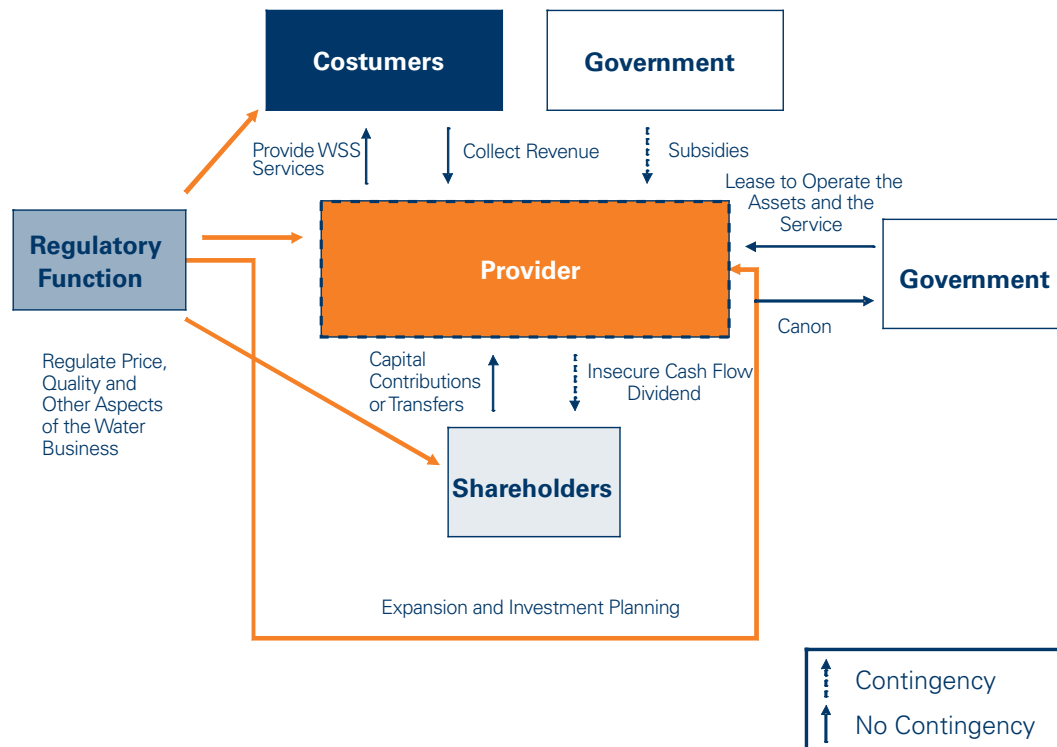 Costumers
Government
Provide WSS
Services
Collect Revenue
Subsidies
Lease to Operate the
Assets and the
Service
Regulatory
Function
Provider
Government
Canon
Regulate Price,
Quality and
Other Aspects
of the Water
Business
Capital
Contributions
or Transfers
Insecure Cash Flow
Dividend
Shareholders
Expansion and Investment Planning
Contingency
No Contingency